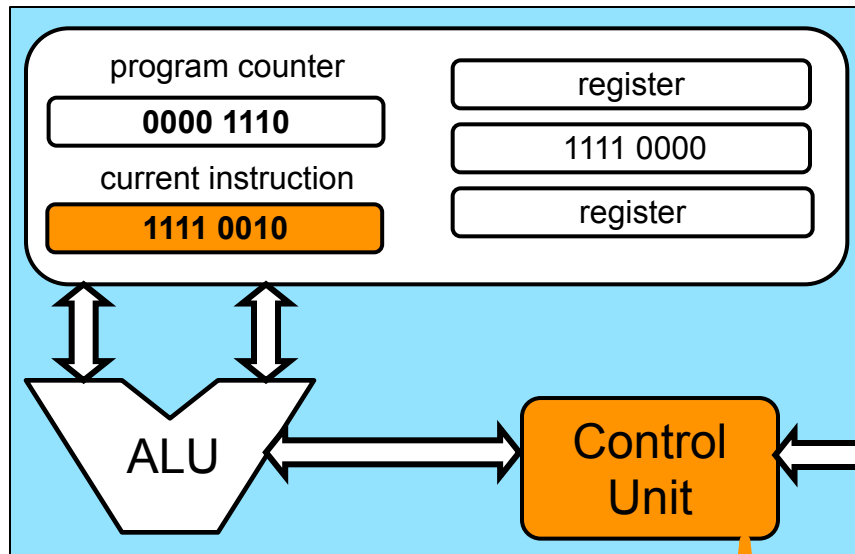 program counter
0000 1110
current instruction
1111 0010
register
1111 0000
register
ALU
Control
Unit